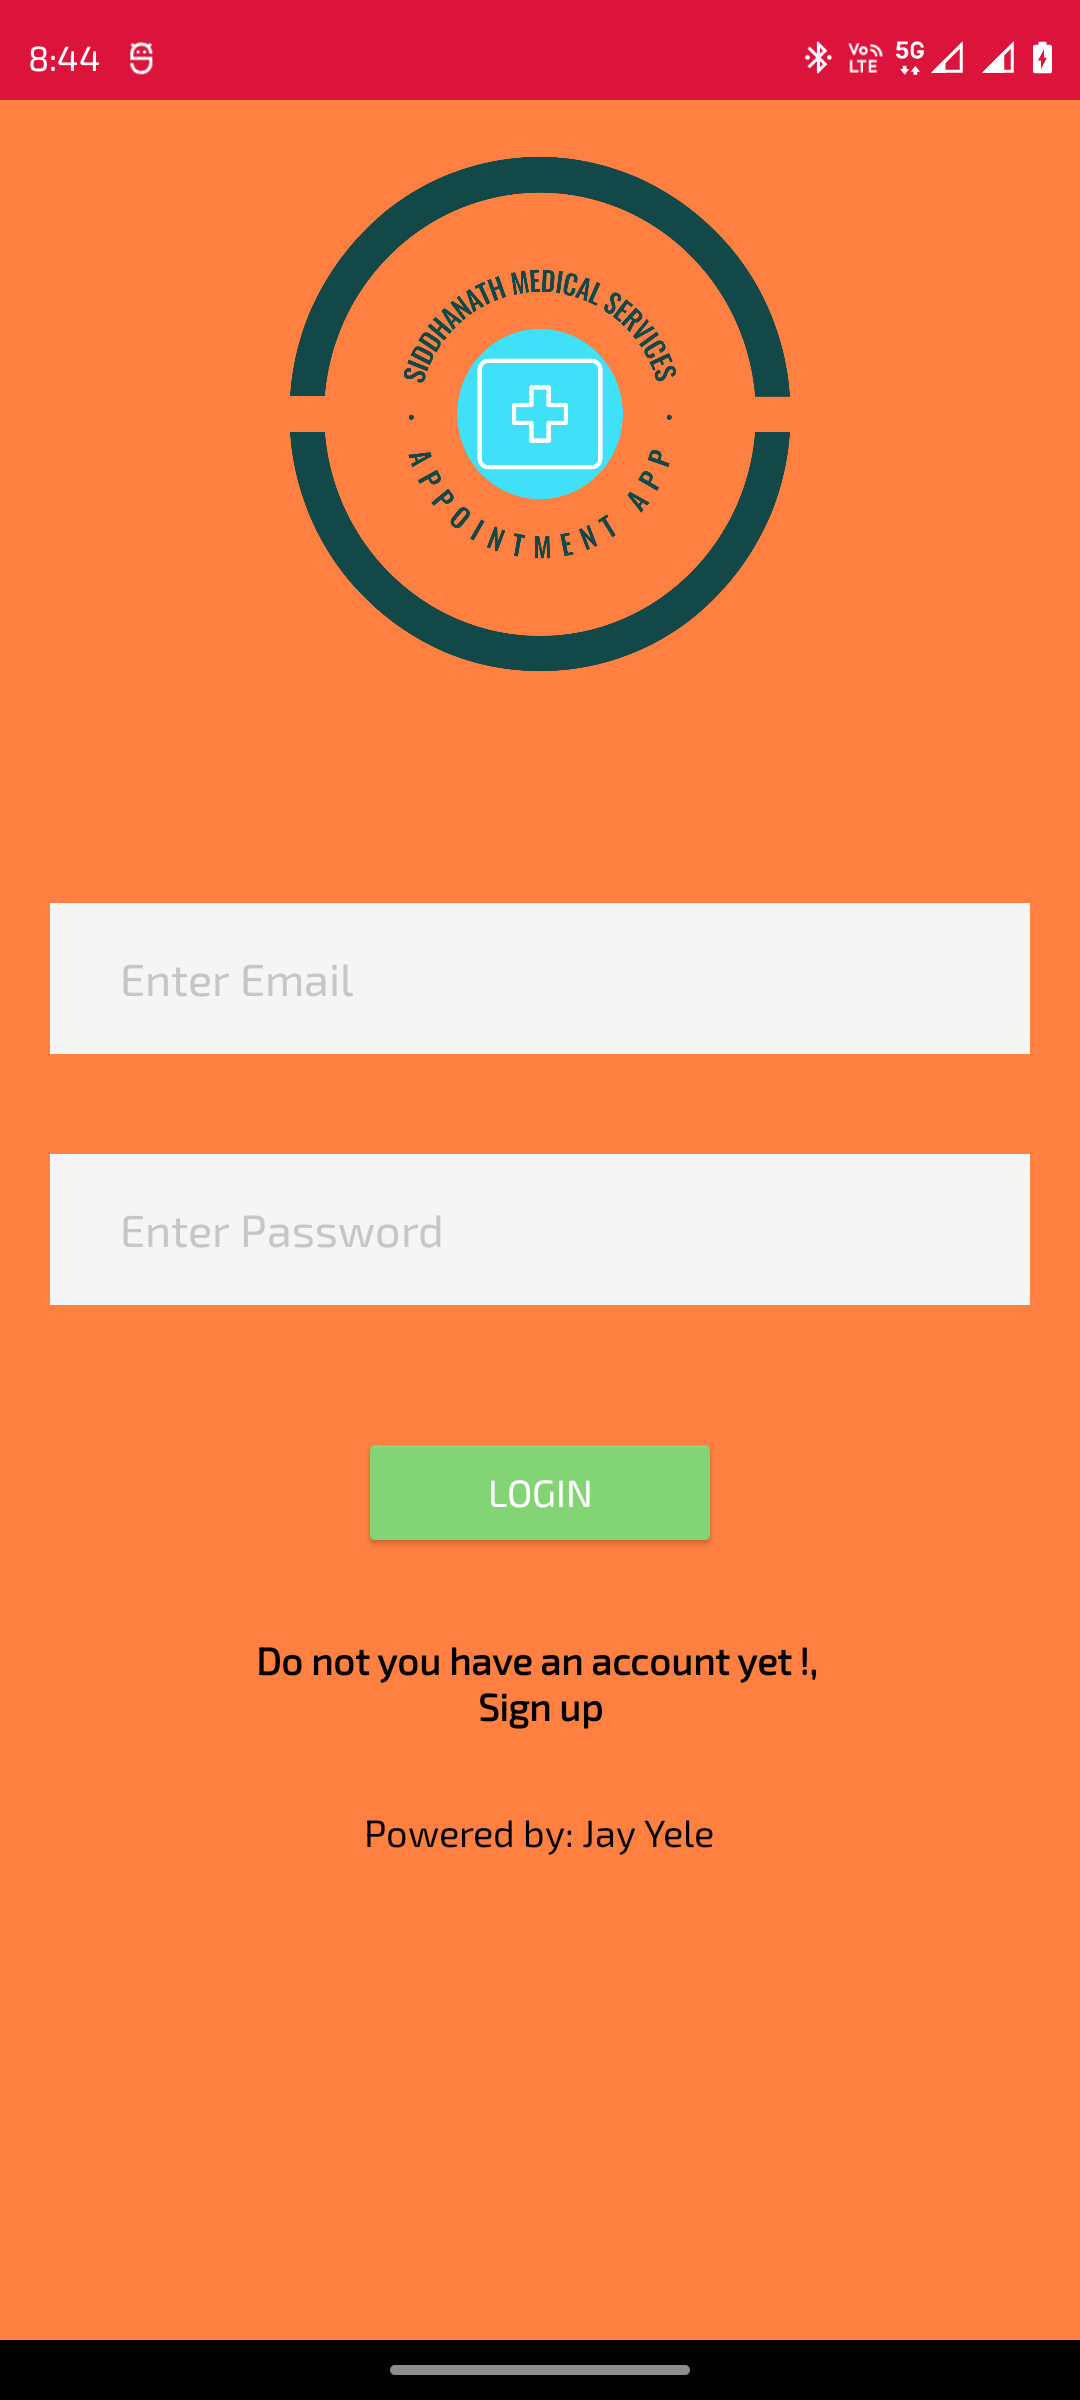 8:44
Vo LTE 5G
SIDDHANATH MEDICAL SERVICES
APPOINTMENT APP
Enter Email
Enter Password
LOGIN
Do not you have an account yet !,
Sign up
Powered by: Jay Yele